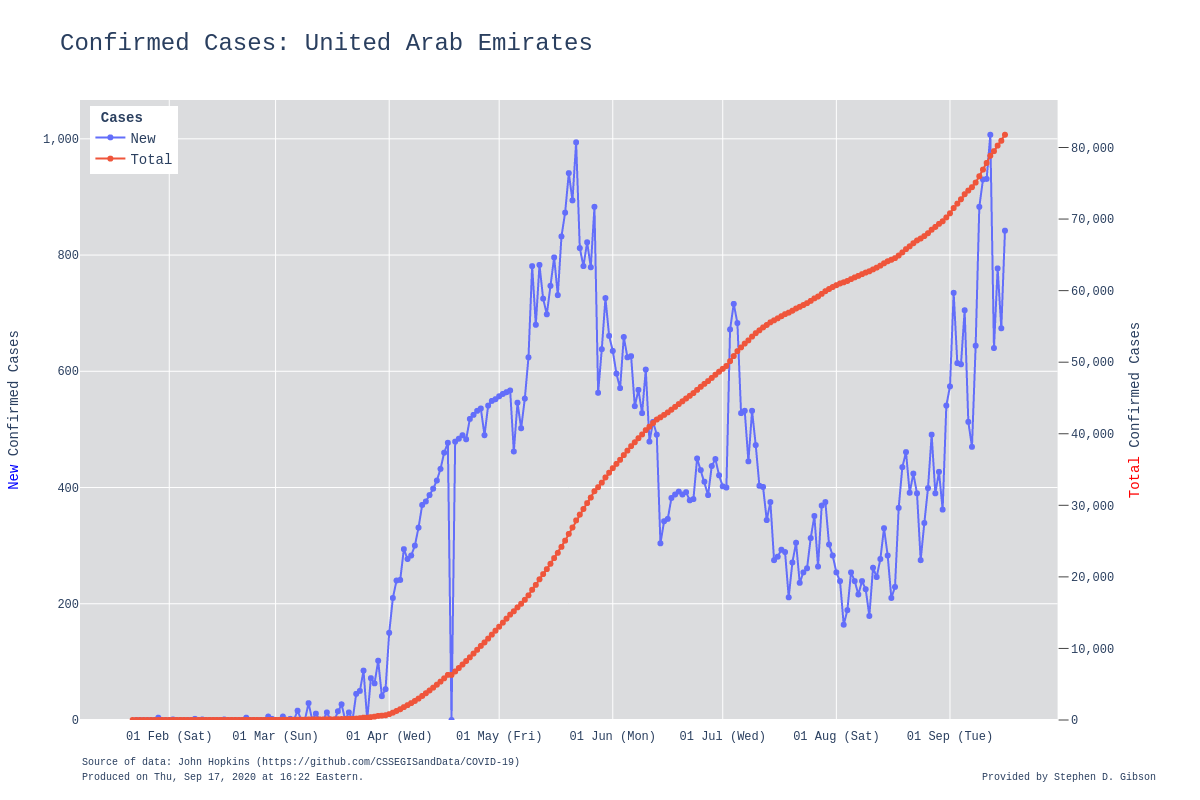 Confirmed Cases: United Arab Emirates
Cases
New
Total
1,000
800
600
400
200
0
80,000
70,000
60,000
50,000
40,000
30,000
20,000
10,000
0
New Confirmed Cases
Total Confirmed Cases
01 Feb (Sat) 01 Mar (Sun) 01 Apr (Wed) 01 May (Fri) 01 Jun (Mon) 01 Jul (Wed) 01 Aug (Sat) 01 Sep (Tue)
Source of data: John Hopkins (https://github.com/CSSEGISandData/COVID-19)
Produced on Thu, Sep 17, 2020 at 16:22 Eastern.
Provided by Stephen D. Gibson